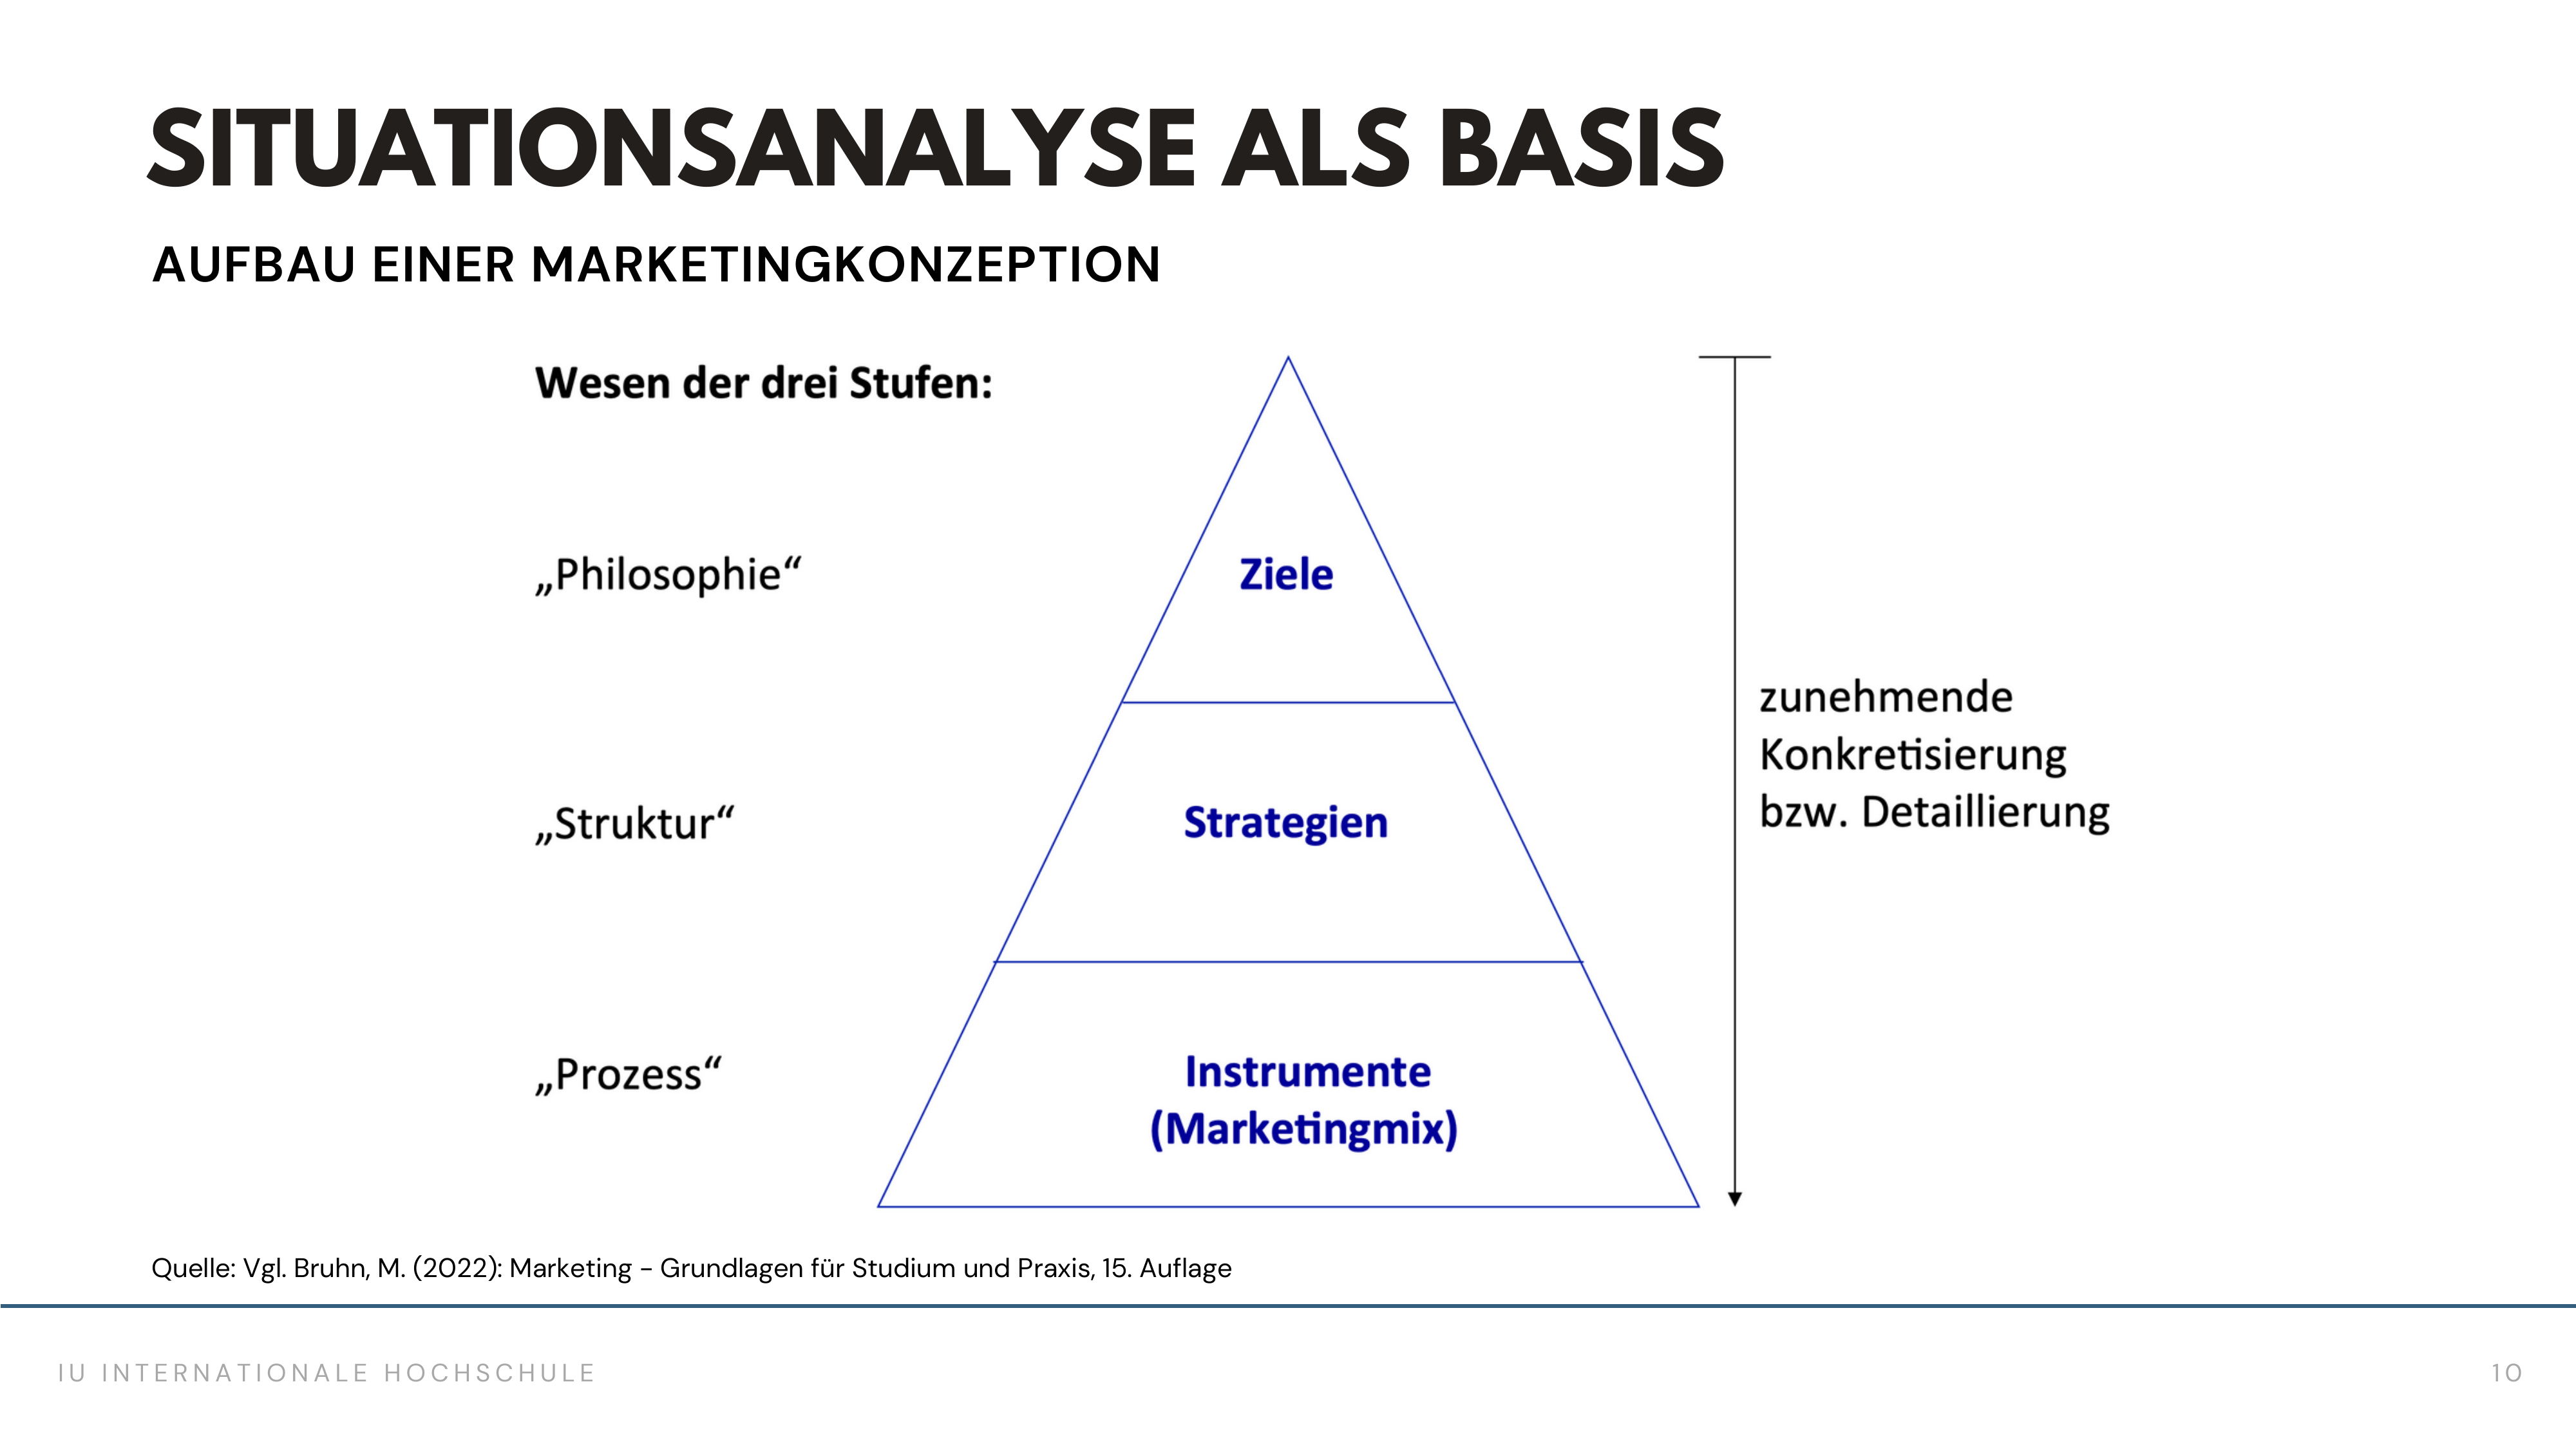 SITUATIONSANALYSE ALS BASIS
AUFBAU EINER MARKETINGKONZEPTION
Wesen der drei Stufen:
„Philosophie“
Ziele
zunehmende
Konkretisierung
bzw. Detaillierung
„Struktur“
Strategien
„Prozess“
Instrumente
(Marketingmix)
Quelle: Vgl. Bruhn, M. (2022): Marketing - Grundlagen für Studium und Praxis, 15. Auflage
IU INTERNATIONALE HOCHSCHULE
10